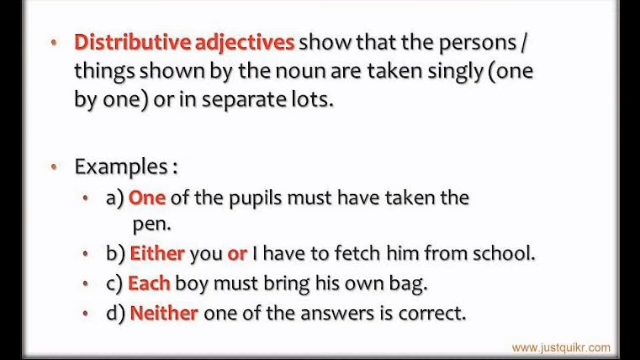 • Distributive adjectives show that the persons /
things shown by the noun are taken singly (one
by one) or in separate lots.
• Examples :
• a) One of the pupils must have taken the
pen.
• b) Either you or I have to fetch him from school.
• c) Each boy must bring his own bag.
• d) Neither one of the answers is correct.
www.justquikr.com